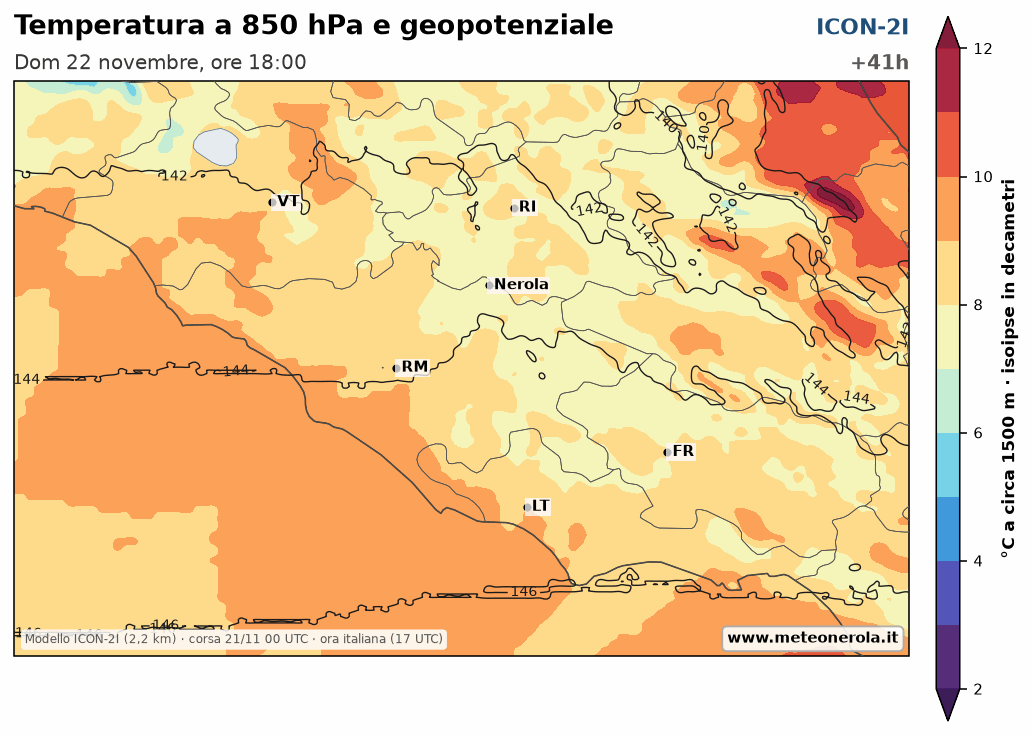 Temperatura a 850 hPa e geopotenziale
ICON-2I
Dom 22 novembre, ore 18:00
+41h
12
10
8
6
4
2
°C a circa 1500 m · isoipse in decametri
140
140
142
VT
RI
142
142
142
Nerola
142
RM
144
144
144
144
FR
LT
146
146
146
Modello ICON-2I (2,2 km) · corsa 21/11 00 UTC · ora italiana (17 UTC)
www.meteonerola.it